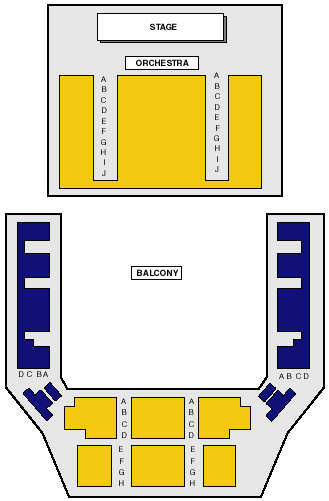 STAGE
ORCHESTRA
A A
B B
C C
D D
E E
F F
G G
H H
I I
J J
BALCONY
D C B A
A B C D
A A
B B
C C
D D
E E
F F
G G
H H